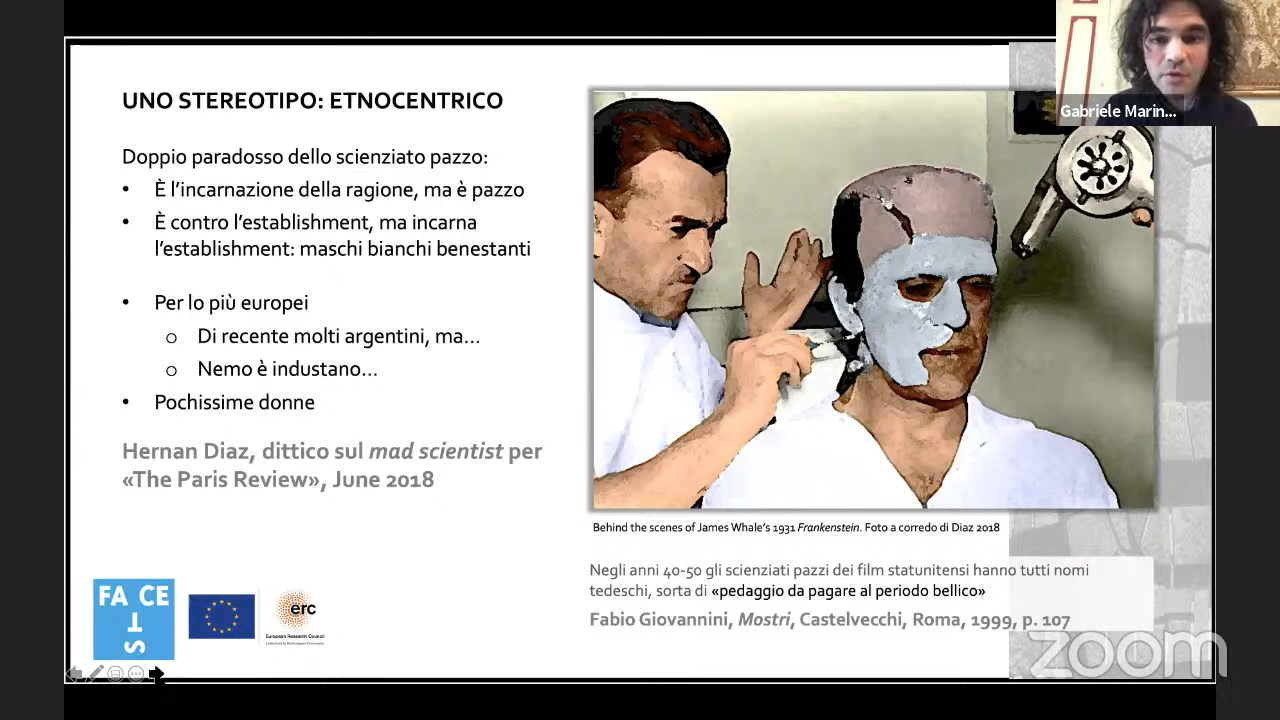 UNO STEREOTIPO: ETNOCENTRICO
Doppio paradosso dello scienziato pazzo:
• È l'incarnazione della ragione, ma è pazzo
• È contro l'establishment, ma incarna
l'establishment: maschi bianchi benestanti
• Per lo più europei
o Di recente molti argentini, ma…
o Nemo è industano…
• Pochissime donne
Hernan Diaz, dittico sul mad scientist per
«The Paris Review», June 2018
Gabriele Marin...
Behind the scenes of James Whale's 1931 Frankenstein. Foto a corredo di Diaz 2018
Negli anni 40-50 gli scienziati pazzi dei film statunitensi hanno tutti nomi
tedeschi, sorta di «pedaggio da pagare al periodo bellico»
Fabio Giovannini, Mostri, Castelvecchi, Roma, 1999, p. 107
FACETS
erc
European Research Council
zoom